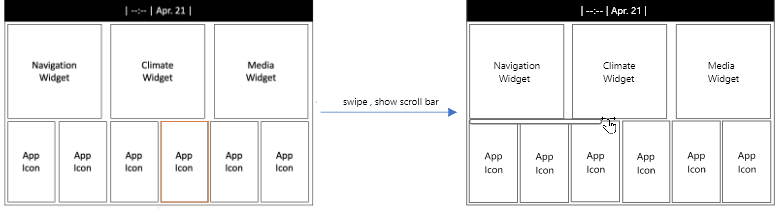 | --:-- | Apr. 21 |
Navigation
Widget
Climate
Widget
Media
Widget
App
Icon
App
Icon
App
Icon
App
Icon
App
Icon
App
Icon
swipe , show scroll bar
| --:-- | Apr. 21 |
Navigation
Widget
Climate
Widget
Media
Widget
App
Icon
App
Icon
App
Icon
App
Icon
App
Icon
App
Icon